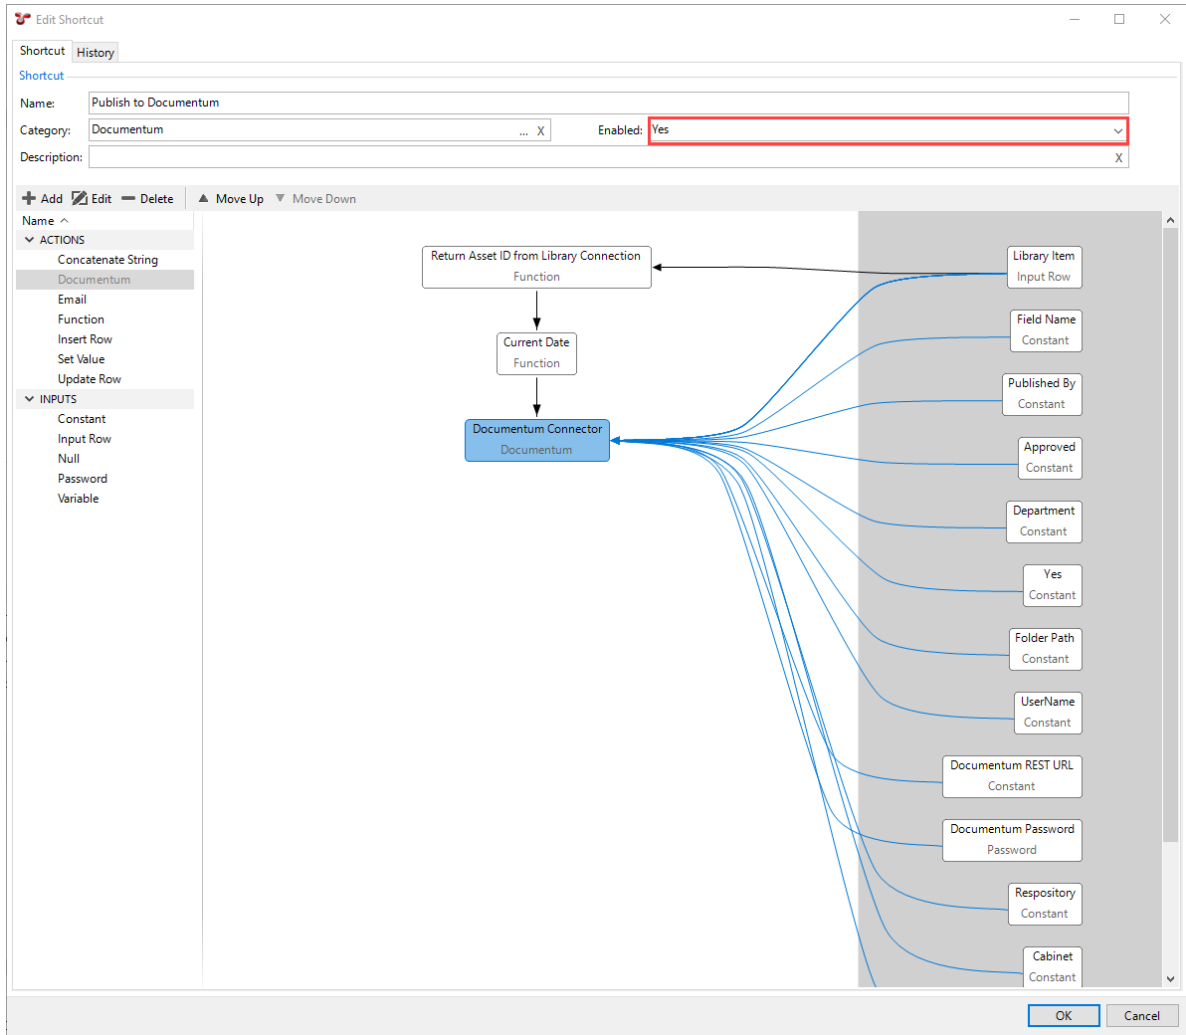 Edit Shortcut
Shortcut History
Shortcut
Name: Publish to Documentum
Category: Documentum ... X Enabled: Yes
Description: X
Add Edit Delete Move Up Move Down
Name
ACTIONS
Concatenate String
Documentum
Email
Function
Insert Row
Set Value
Update Row
INPUTS
Constant
Input Row
Null
Password
Variable
Return Asset ID from Library Connection
Function
Current Date
Function
Documentum Connector
Documentum
Library Item
Input Row
Field Name
Constant
Published By
Constant
Approved
Constant
Department
Constant
Yes
Constant
Folder Path
Constant
UserName
Constant
Documentum REST URL
Constant
Documentum Password
Password
Respository
Constant
Cabinet
Constant
OK Cancel